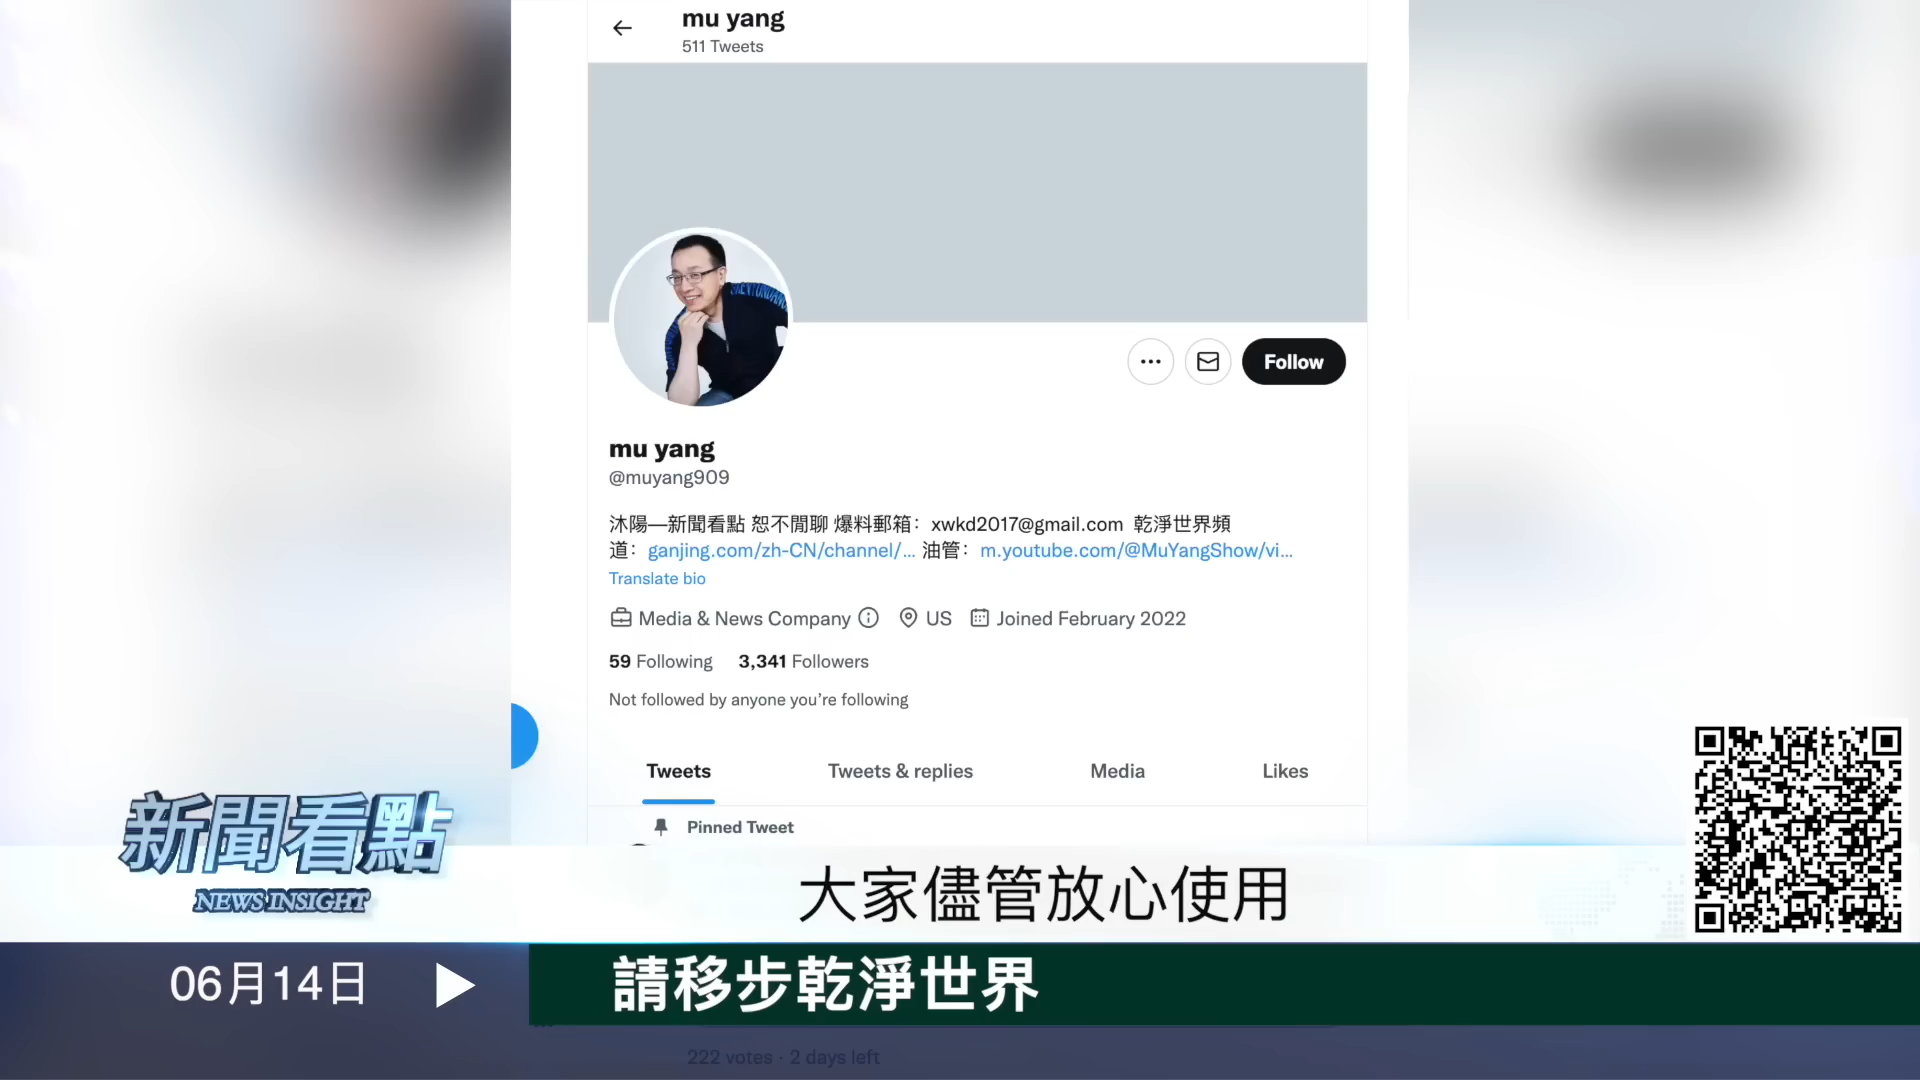 mu yang
511 Tweets
Follow
mu yang
@muyang909
沐陽—新聞看點 恕不閒聊 爆料郵箱：xwkd2017@gmail.com 乾淨世界頻
道：ganjing.com/zh-CN/channel/... 油管：m.youtube.com/@MuYangShow/vi...
Translate bio
Media & News Company US Joined February 2022
59 Following 3,341 Followers
Not followed by anyone you’re following
Tweets Tweets & replies Media Likes
Pinned Tweet
新聞看點
NEWS INSIGHT
大家儘管放心使用
06月14日
請移步乾淨世界
222 votes · 2 days left